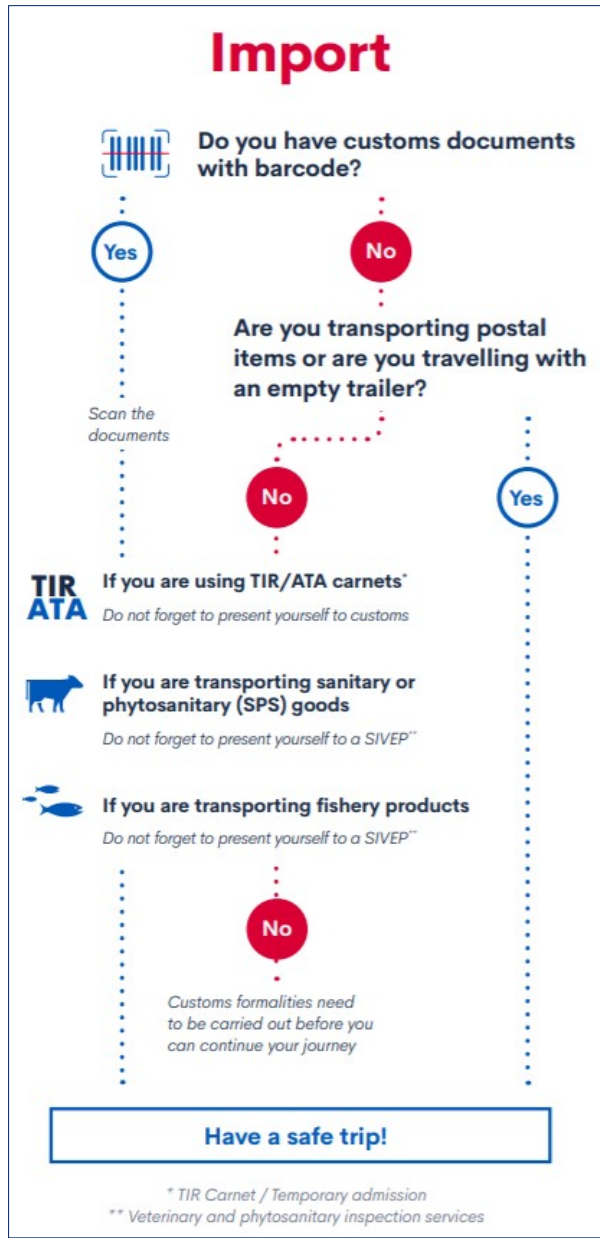 Import
Do you have customs documents
with barcode?
Yes
No
Are you transporting postal
items or are you travelling with
an empty trailer?
Scan the
documents
No
Yes
TIR
ATA
If you are using TIR/ATA carnets*
Do not forget to present yourself to customs
If you are transporting sanitary or
phytosanitary (SPS) goods
Do not forget to present yourself to a SIVEP**
If you are transporting fishery products
Do not forget to present yourself to a SIVEP**
No
Customs formalities need
to be carried out before you
can continue your journey
Have a safe trip!
* TIR Carnet / Temporary admission
** Veterinary and phytosanitary inspection services